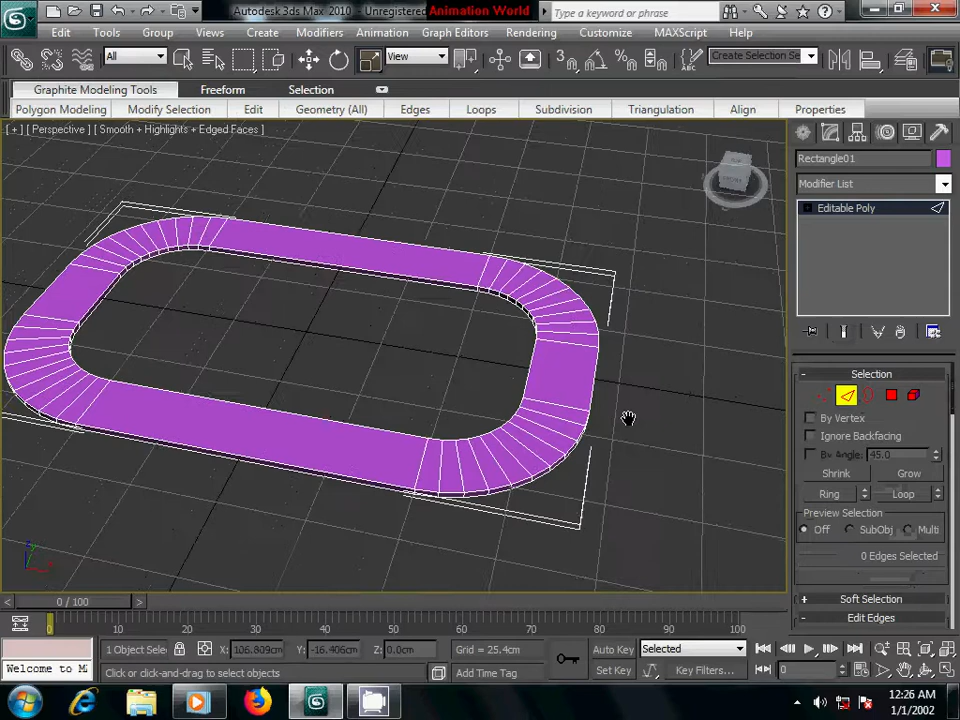 Autodesk 3ds Max 2010 - Unregistered
Animation World
Type a keyword or phrase
Edit Tools Group Views Create Modifiers Animation Graph Editors Rendering Customize MAXScript Help
All
View
3
Create Selection Se
Graphite Modeling Tools Freeform Selection
Polygon Modeling Modify Selection Edit Geometry (All) Edges Loops Subdivision Triangulation Align Properties
[ + ] [ Perspective ] [ Smooth + Highlights + Edged Faces ]
Rectangle01
Modifier List
Editable Poly
- Selection
By Vertex
Ignore Backfacing
By Angle: 45.0
Shrink Grow
Ring Loop
Preview Selection
Off SubObj Multi
0 Edges Selected
+ Soft Selection
- Edit Edges
< 0 / 100 >
0 10 20 30 40 50 60 70 80 90 100
1 Object Sele X: 106.809cm Y: -16.406cm Z: 0.0cm Grid = 25.4cm Auto Key Selected
Welcome to M Click or click-and-drag to select objects Add Time Tag Set Key Key Filters... 0
12:26 AM
1/1/2002